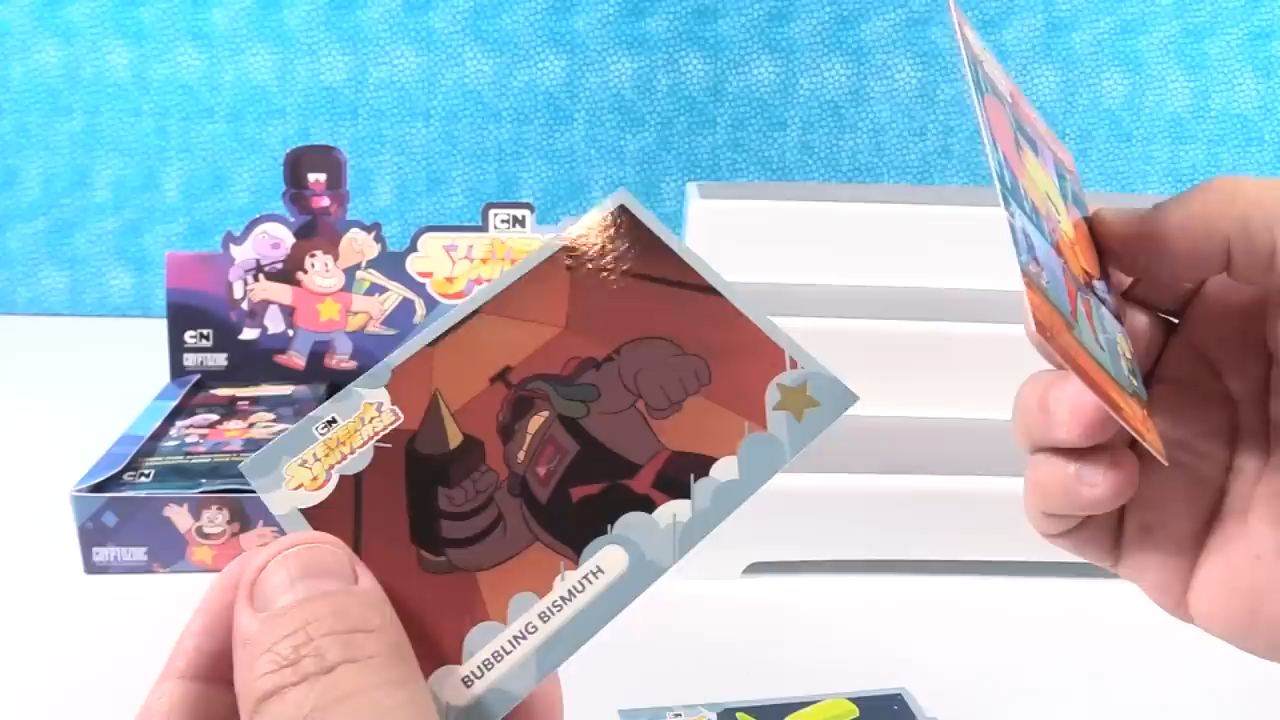 CN
STEVEN
UNIVERSE
CN
CRYPTOZOIC
CN
CRYPTOZOIC
CN
STEVEN
UNIVERSE
BUBBLING BISMUTH